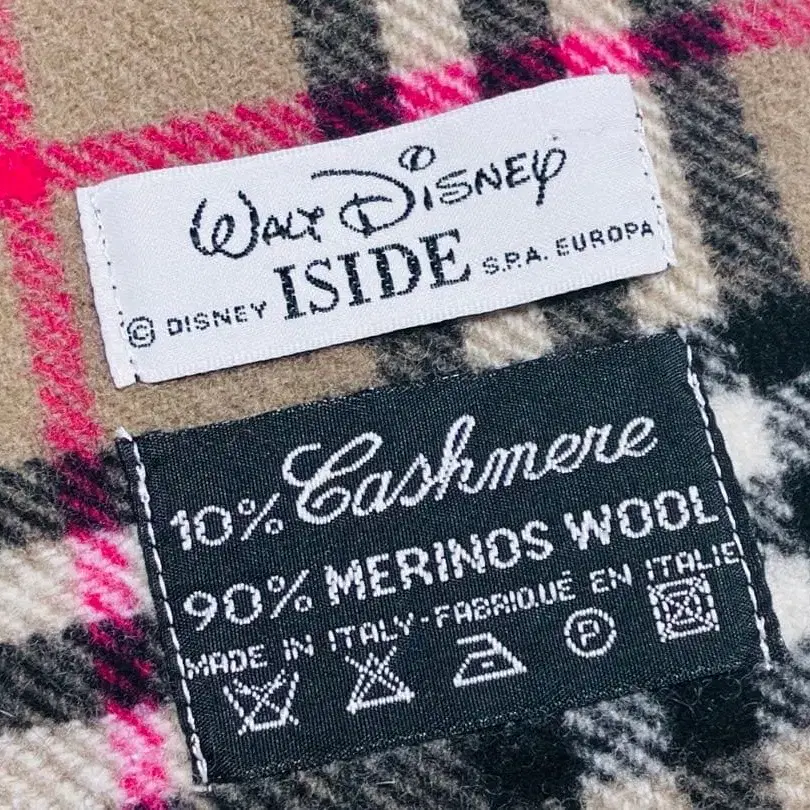 Walt Disney
© DISNEY ISIDE S.P.A. EUROPA
10% Cashmere
90% MERINOS WOOL
MADE IN ITALY-FABRIQUE EN ITALIE
P